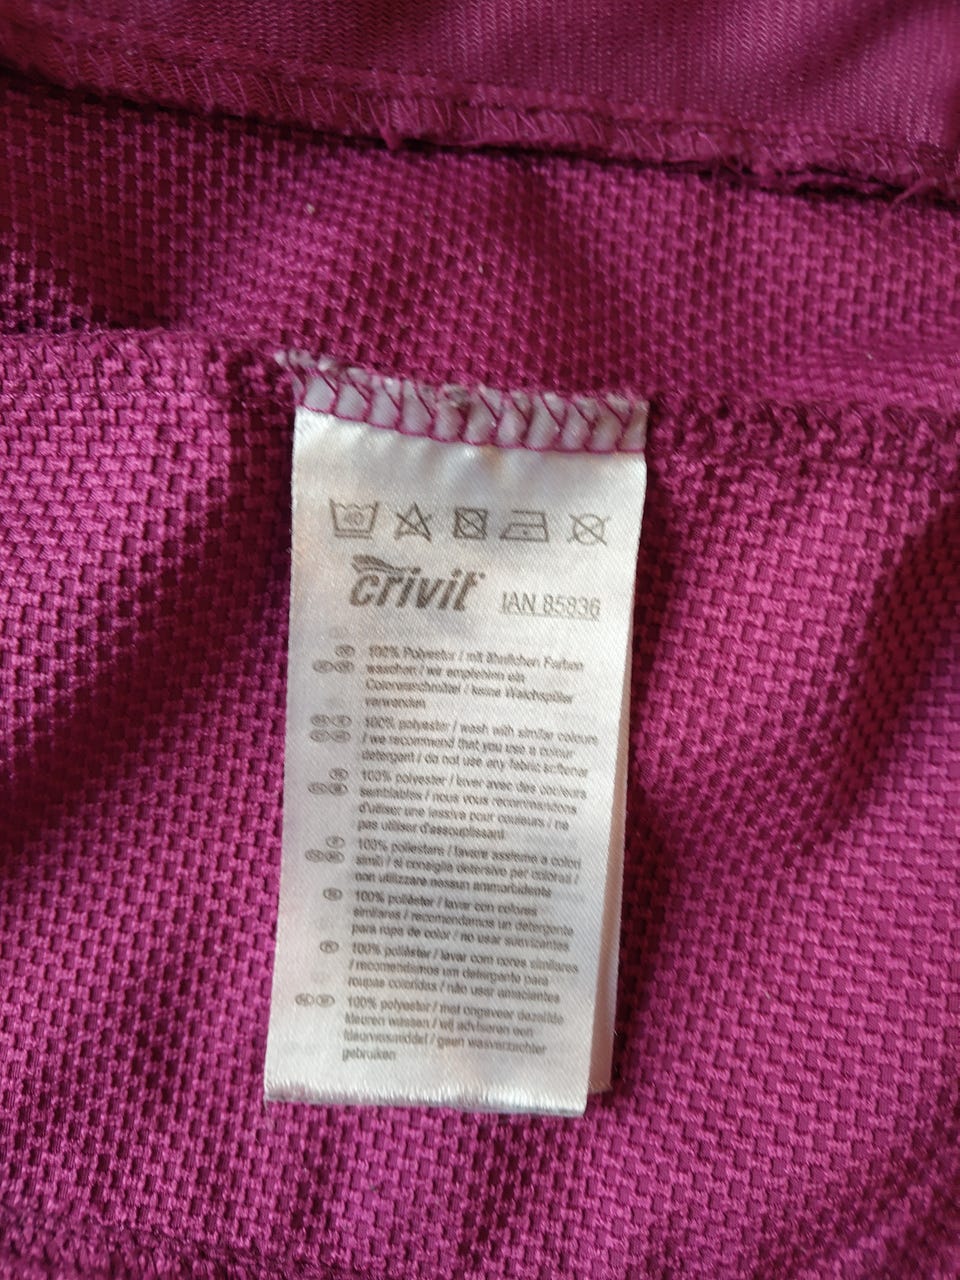 40
crivit
IAN 85836
100% Polyester / mit ähnlichen Farben
waschen / wir empfehlen ein
Colorwaschmittel / keine Weichspüler
verwenden
100% polyester / wash with similar colours
/ we recommend that you use a colour
detergent / do not use any fabric softener
100% polyester / laver avec des couleurs
semblables / nous vous recommandons
d'utiliser une lessive pour couleurs / ne
pas utiliser d'assouplissant
100% poliestere / lavare assieme a colori
simili / si consiglia detersivo per colorati /
non utilizzare nessun ammorbidente
100% poliéster / lavar con colores
similares / recomendamos un detergente
para ropa de color / no usar suavizantes
100% poliéster / lavar com cores similares
/ recomendamos um detergente para
roupas coloridas / não usar amaciantes
100% polyester / met ongeveer dezelfde
kleuren wassen / wij adviseren een
kleurwasmiddel / geen wasverzachter
gebruiken